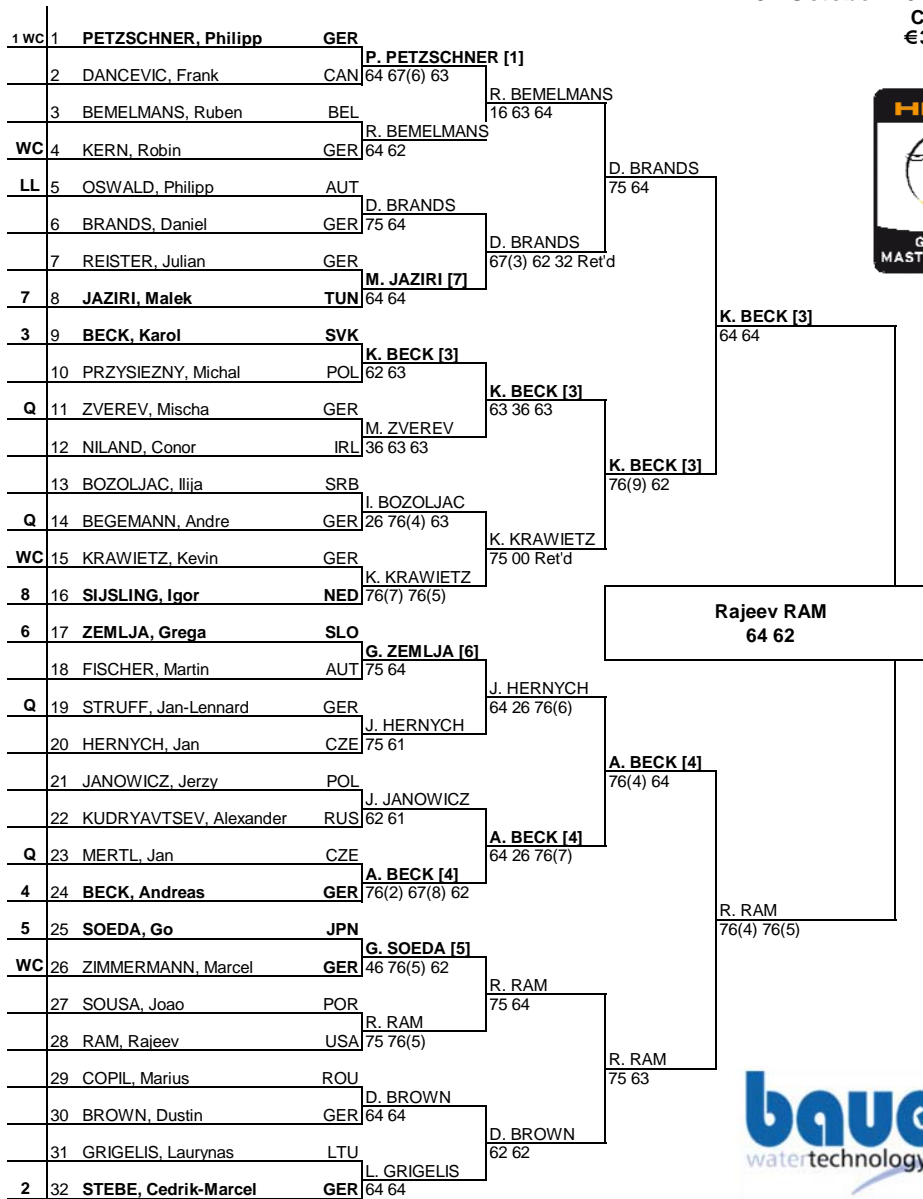 1 WC 1 PETZSCHNER, Philipp GER
2 DANCEVIC, Frank CAN
3 BEMELMANS, Ruben BEL
WC 4 KERN, Robin GER
LL 5 OSWALD, Philipp AUT
6 BRANDS, Daniel GER
7 REISTER, Julian GER
7 8 JAZIRI, Malek TUN
3 9 BECK, Karol SVK
10 PRZYSIEZNY, Michal POL
Q 11 ZVEREV, Mischa GER
12 NILAND, Conor IRL
13 BOZOLJAC, Ilija SRB
Q 14 BEGEMANN, Andre GER
WC 15 KRAWIETZ, Kevin GER
8 16 SIJSLING, Igor NED
6 17 ZEMLJA, Grega SLO
18 FISCHER, Martin AUT
Q 19 STRUFF, Jan-Lennard GER
20 HERNYCH, Jan CZE
21 JANOWICZ, Jerzy POL
22 KUDRYAVTSEV, Alexander RUS
Q 23 MERTL, Jan CZE
4 24 BECK, Andreas GER
5 25 SOEDA, Go JPN
WC 26 ZIMMERMANN, Marcel GER
27 SOUSA, Joao POR
28 RAM, Rajeev USA
29 COPIL, Marius ROU
30 BROWN, Dustin GER
31 GRIGELIS, Laurynas LTU
2 32 STEBE, Cedrik-Marcel GER
P. PETZSCHNER [1]
64 67(6) 63
R. BEMELMANS
64 62
D. BRANDS
75 64
M. JAZIRI [7]
64 64
K. BECK [3]
62 63
M. ZVEREV
36 63 63
I. BOZOLJAC
26 76(4) 63
K. KRAWIETZ
76(7) 76(5)
G. ZEMLJA [6]
75 64
J. HERNYCH
75 61
J. JANOWICZ
62 61
A. BECK [4]
76(2) 67(8) 62
G. SOEDA [5]
46 76(5) 62
R. RAM
75 76(5)
D. BROWN
64 64
L. GRIGELIS
64 64
R. BEMELMANS
16 63 64
D. BRANDS
67(3) 62 32 Ret'd
K. BECK [3]
63 36 63
K. KRAWIETZ
75 00 Ret'd
J. HERNYCH
64 26 76(6)
A. BECK [4]
64 26 76(7)
R. RAM
75 64
D. BROWN
62 62
D. BRANDS
75 64
K. BECK [3]
76(9) 62
A. BECK [4]
76(4) 64
R. RAM
75 63
K. BECK [3]
64 64
R. RAM
76(4) 76(5)
Rajeev RAM
64 62
MAST
watertechnology